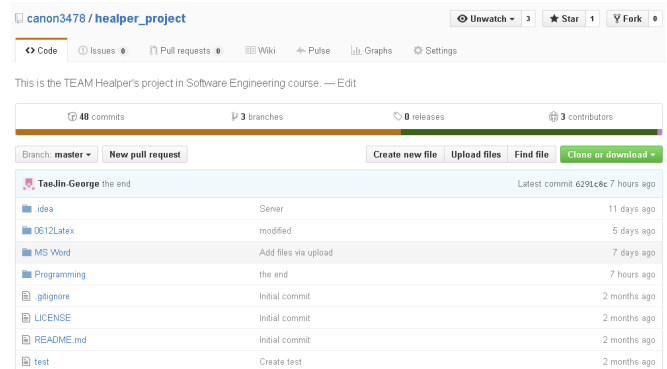 canon3478 / healper_project
Unwatch 3 Star 1 Fork 0
Code Issues 0 Pull requests 0 Wiki Pulse Graphs Settings
This is the TEAM Healper's project in Software Engineering course. — Edit
48 commits 3 branches 0 releases 3 contributors
Branch: master New pull request Create new file Upload files Find file Clone or download
TaeJin-George the end Latest commit 6291c8c 7 hours ago
.idea Server 11 days ago
0612Latex modified 5 days ago
MS Word Add files via upload 7 days ago
Programming the end 7 hours ago
.gitignore Initial commit 2 months ago
LICENSE Initial commit 2 months ago
README.md Initial commit 2 months ago
test Create test 2 months ago